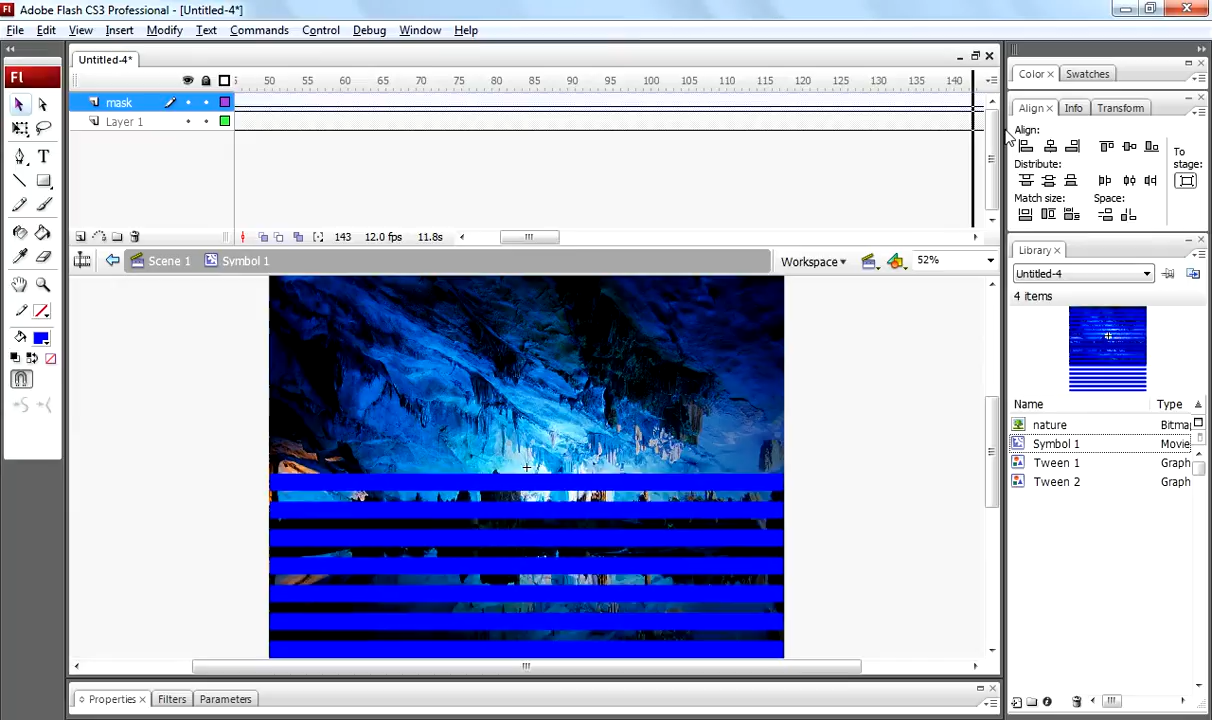 Fl Adobe Flash CS3 Professional - [Untitled-4*]
File Edit View Insert Modify Text Commands Control Debug Window Help
Fl
Untitled-4*
5 50 55 60 65 70 75 80 85 90 95 100 105 110 115 120 125 130 135 140
mask
Layer 1
143 12.0 fps 11.8s
Scene 1 Symbol 1 Workspace 52%
Properties Filters Parameters
Color Swatches
Align Info Transform
Align:
To stage:
Distribute:
Match size: Space:
Library
Untitled-4
4 items
Name Type
nature Bitma
Symbol 1 Movie
Tween 1 Graph
Tween 2 Graph